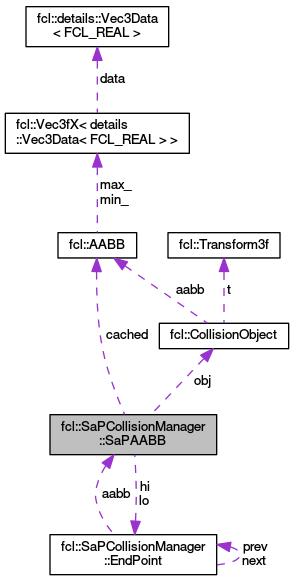 fcl::details::Vec3Data
< FCL_REAL >
data
fcl::Vec3fX< details
::Vec3Data< FCL_REAL > >
max_
min_
fcl::AABB
fcl::Transform3f
aabb
t
cached
fcl::CollisionObject
obj
fcl::SaPCollisionManager
::SaPAABB
aabb
hi
lo
fcl::SaPCollisionManager
::EndPoint
prev
next